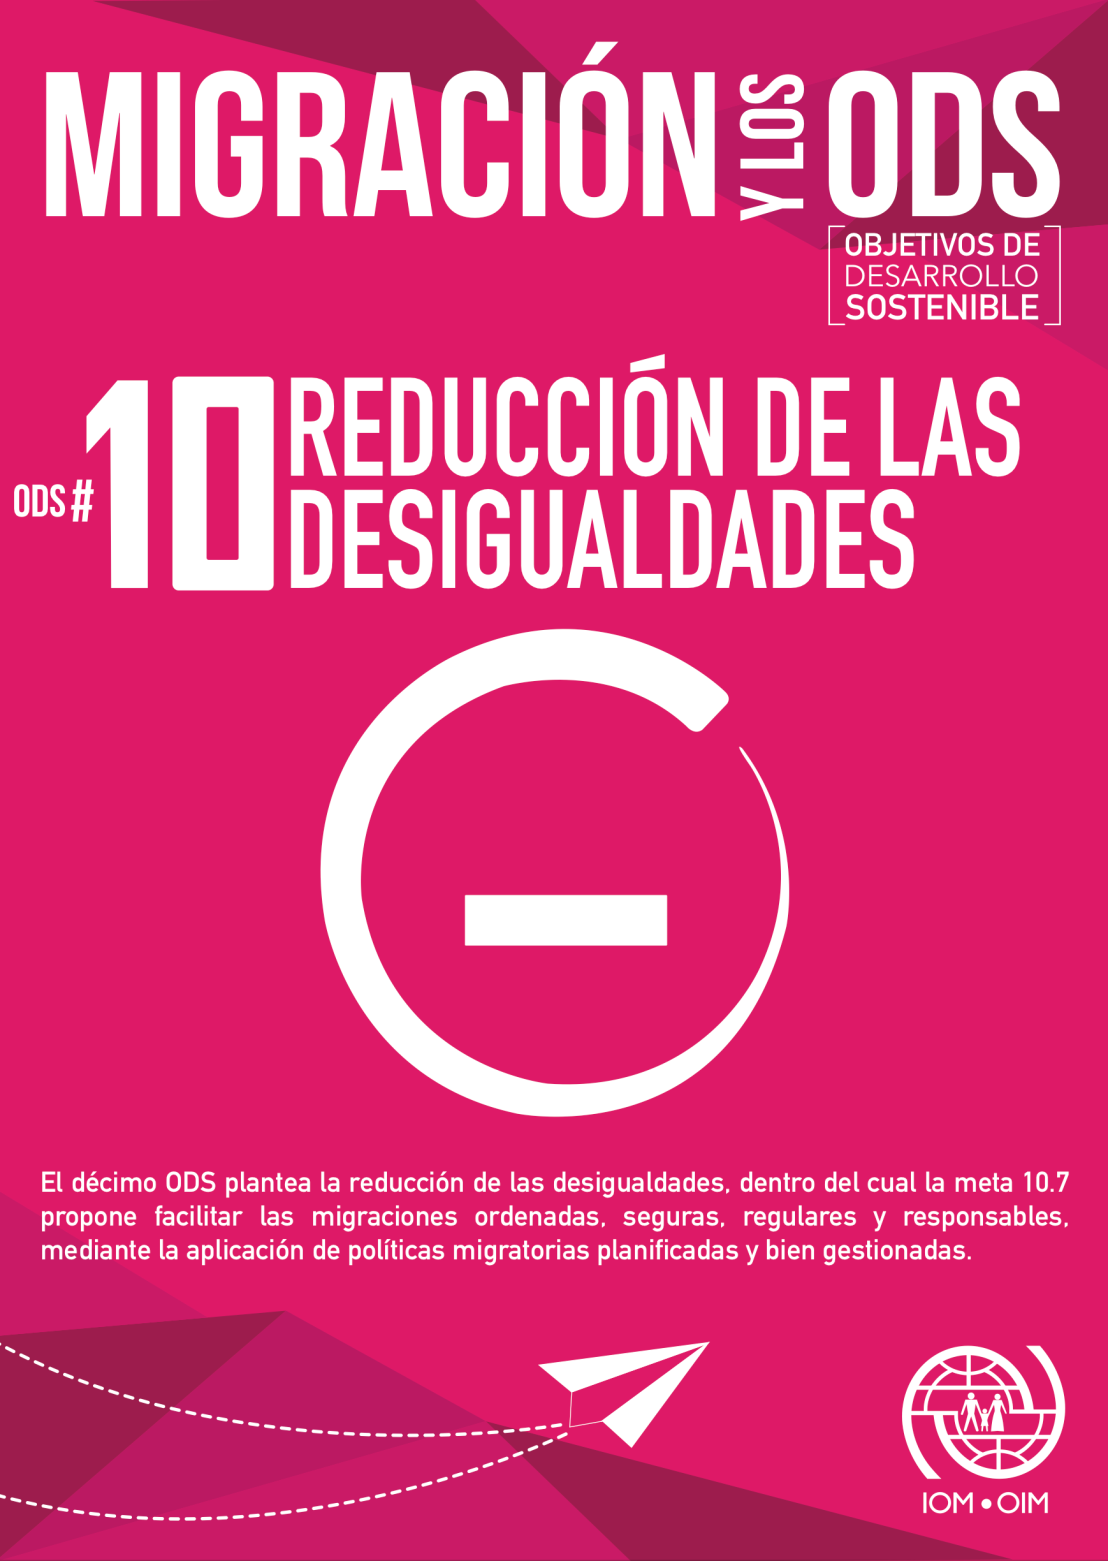 MIGRACIÓN Y LOS ODS
OBJETIVOS DE
DESARROLLO
SOSTENIBLE
ODS#10 REDUCCIÓN DE LAS
DESIGUALDADES
El décimo ODS plantea la reducción de las desigualdades, dentro del cual la meta 10.7
propone facilitar las migraciones ordenadas, seguras, regulares y responsables,
mediante la aplicación de políticas migratorias planificadas y bien gestionadas.
IOM • OIM